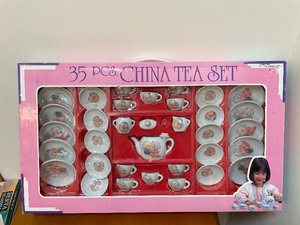 35 PCS. CHINA TEA SET